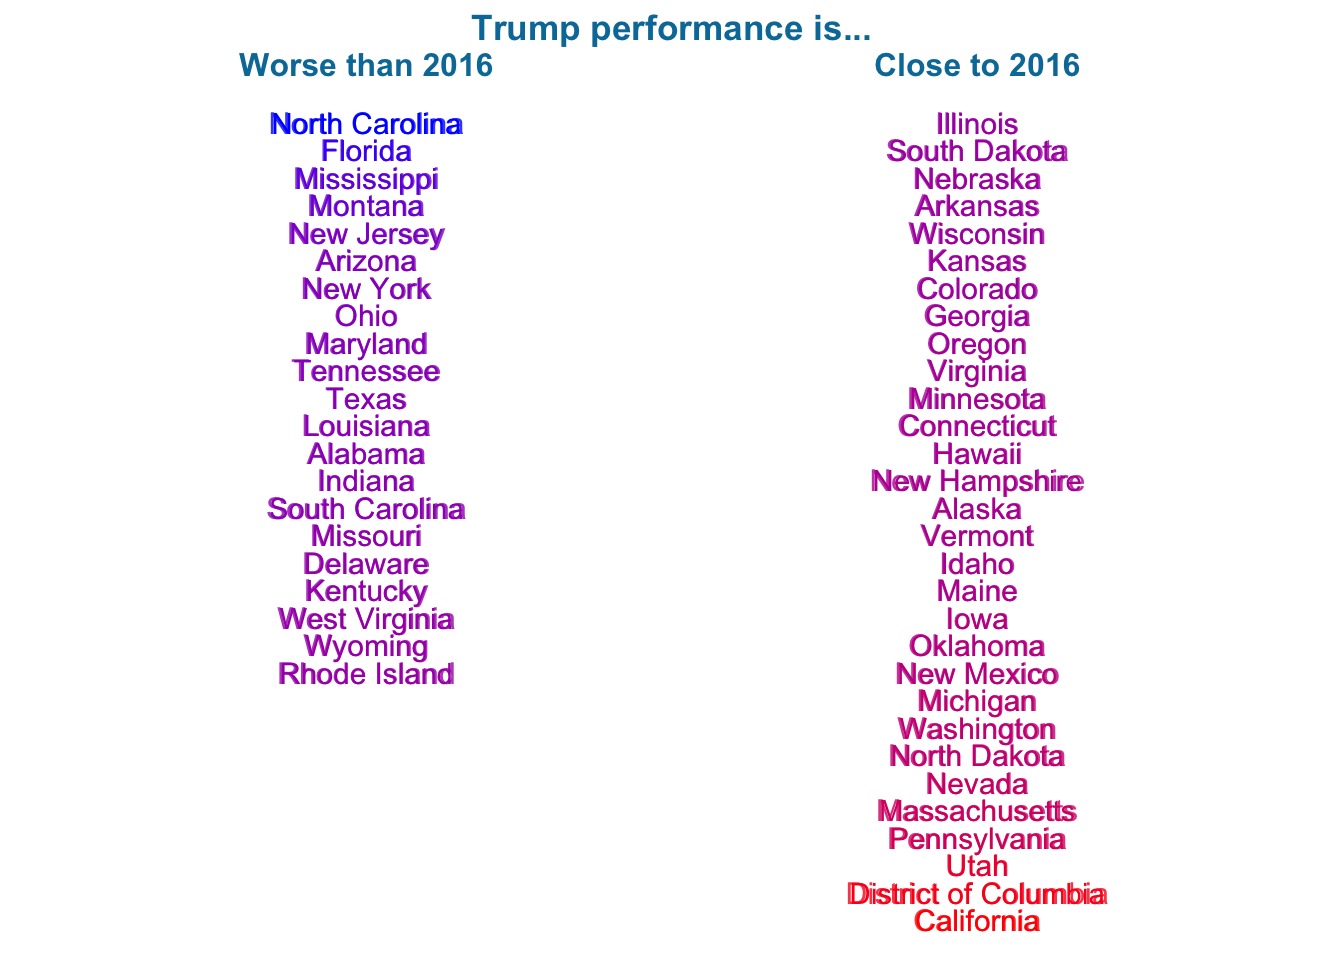 Trump performance is...
Worse than 2016
North Carolina
Florida
Mississippi
Montana
New Jersey
Arizona
New York
Ohio
Maryland
Tennessee
Texas
Louisiana
Alabama
Indiana
South Carolina
Missouri
Delaware
Kentucky
West Virginia
Wyoming
Rhode Island
Close to 2016
Illinois
South Dakota
Nebraska
Arkansas
Wisconsin
Kansas
Colorado
Georgia
Oregon
Virginia
Minnesota
Connecticut
Hawaii
New Hampshire
Alaska
Vermont
Idaho
Maine
Iowa
Oklahoma
New Mexico
Michigan
Washington
North Dakota
Nevada
Massachusetts
Pennsylvania
Utah
District of Columbia
California